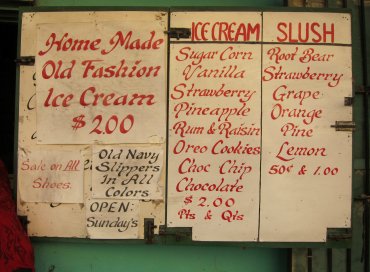 Home Made
Old Fashion
Ice Cream
$ 2.00
Sale on All
Shoes.
Old Navy
Slippers
In All
Colors
OPEN:
Sunday's
ICE CREAM
Sugar Corn
Vanilla
Strawberry
Pineapple
Rum & Raisin
Oreo Cookies
Choc Chip
Chocolate
$ 2.00
Pts & Qts
SLUSH
Root Bear
Strawberry
Grape
Orange
Pine
Lemon
50¢ & 1.00